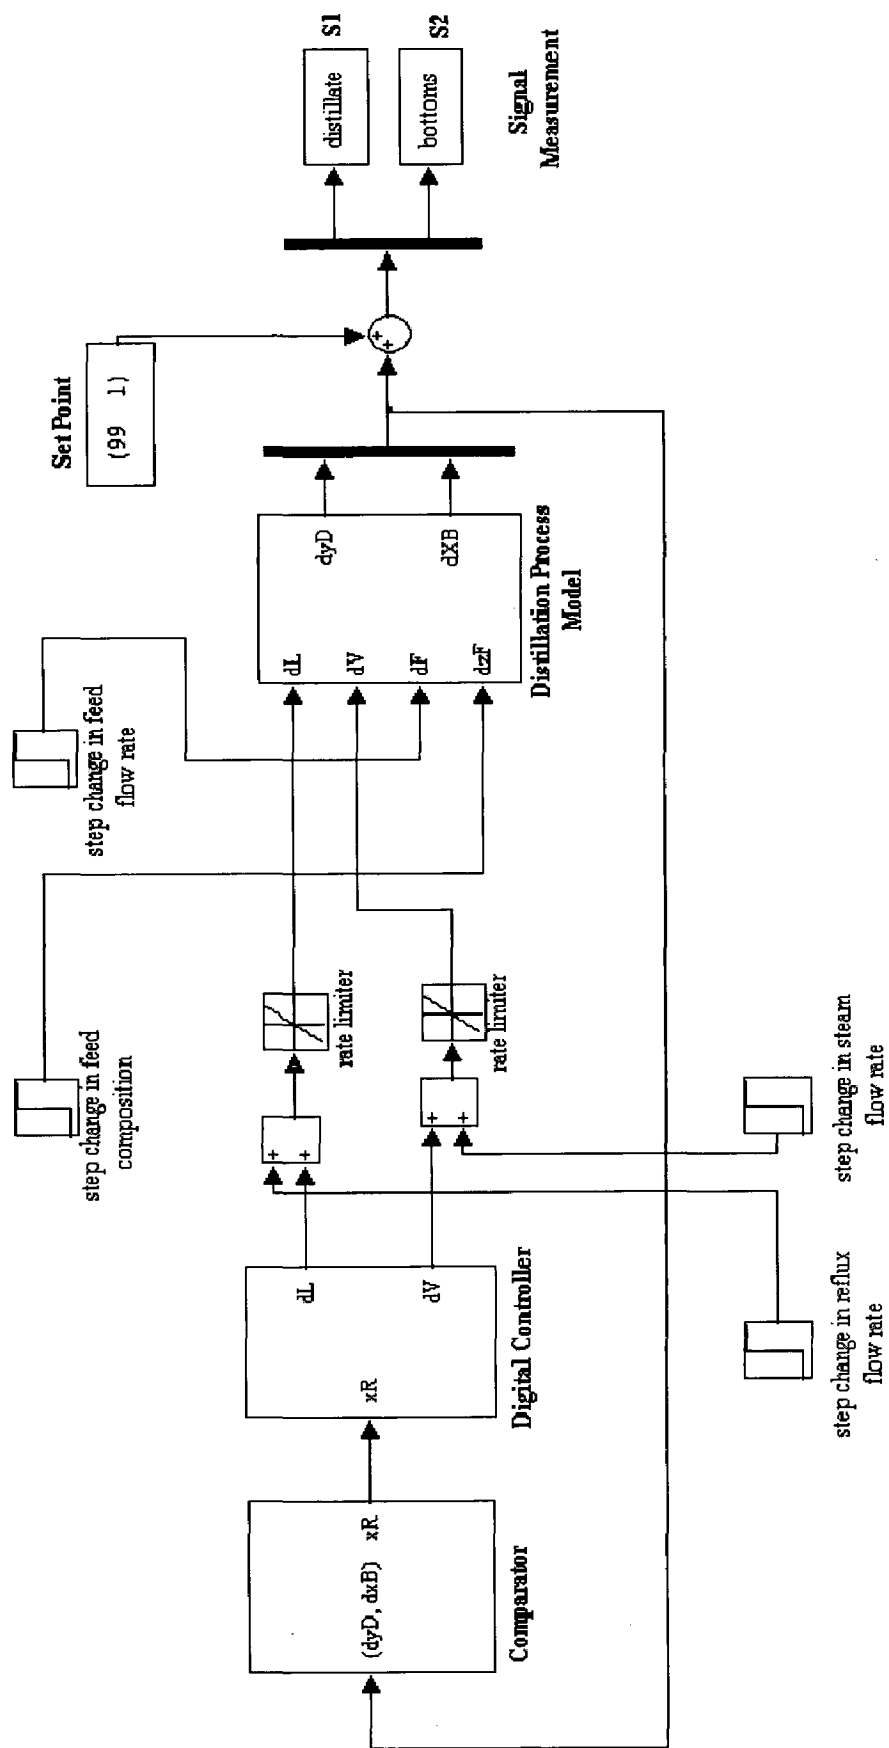 step change in feed
composition
step change in feed
flow rate
Set Point
(99 1)
distillate
S1
bottoms
S2
Signal
Measurement
(dyD, dxB) xR
Comparator
xR
dL
dV
Digital Controller
+
+
+
+
rate limiter
rate limiter
dL
dV
dF
dzF
dyD
dXB
Distillation Process
Model
+
+
step change in reflux
flow rate
step change in steam
flow rate